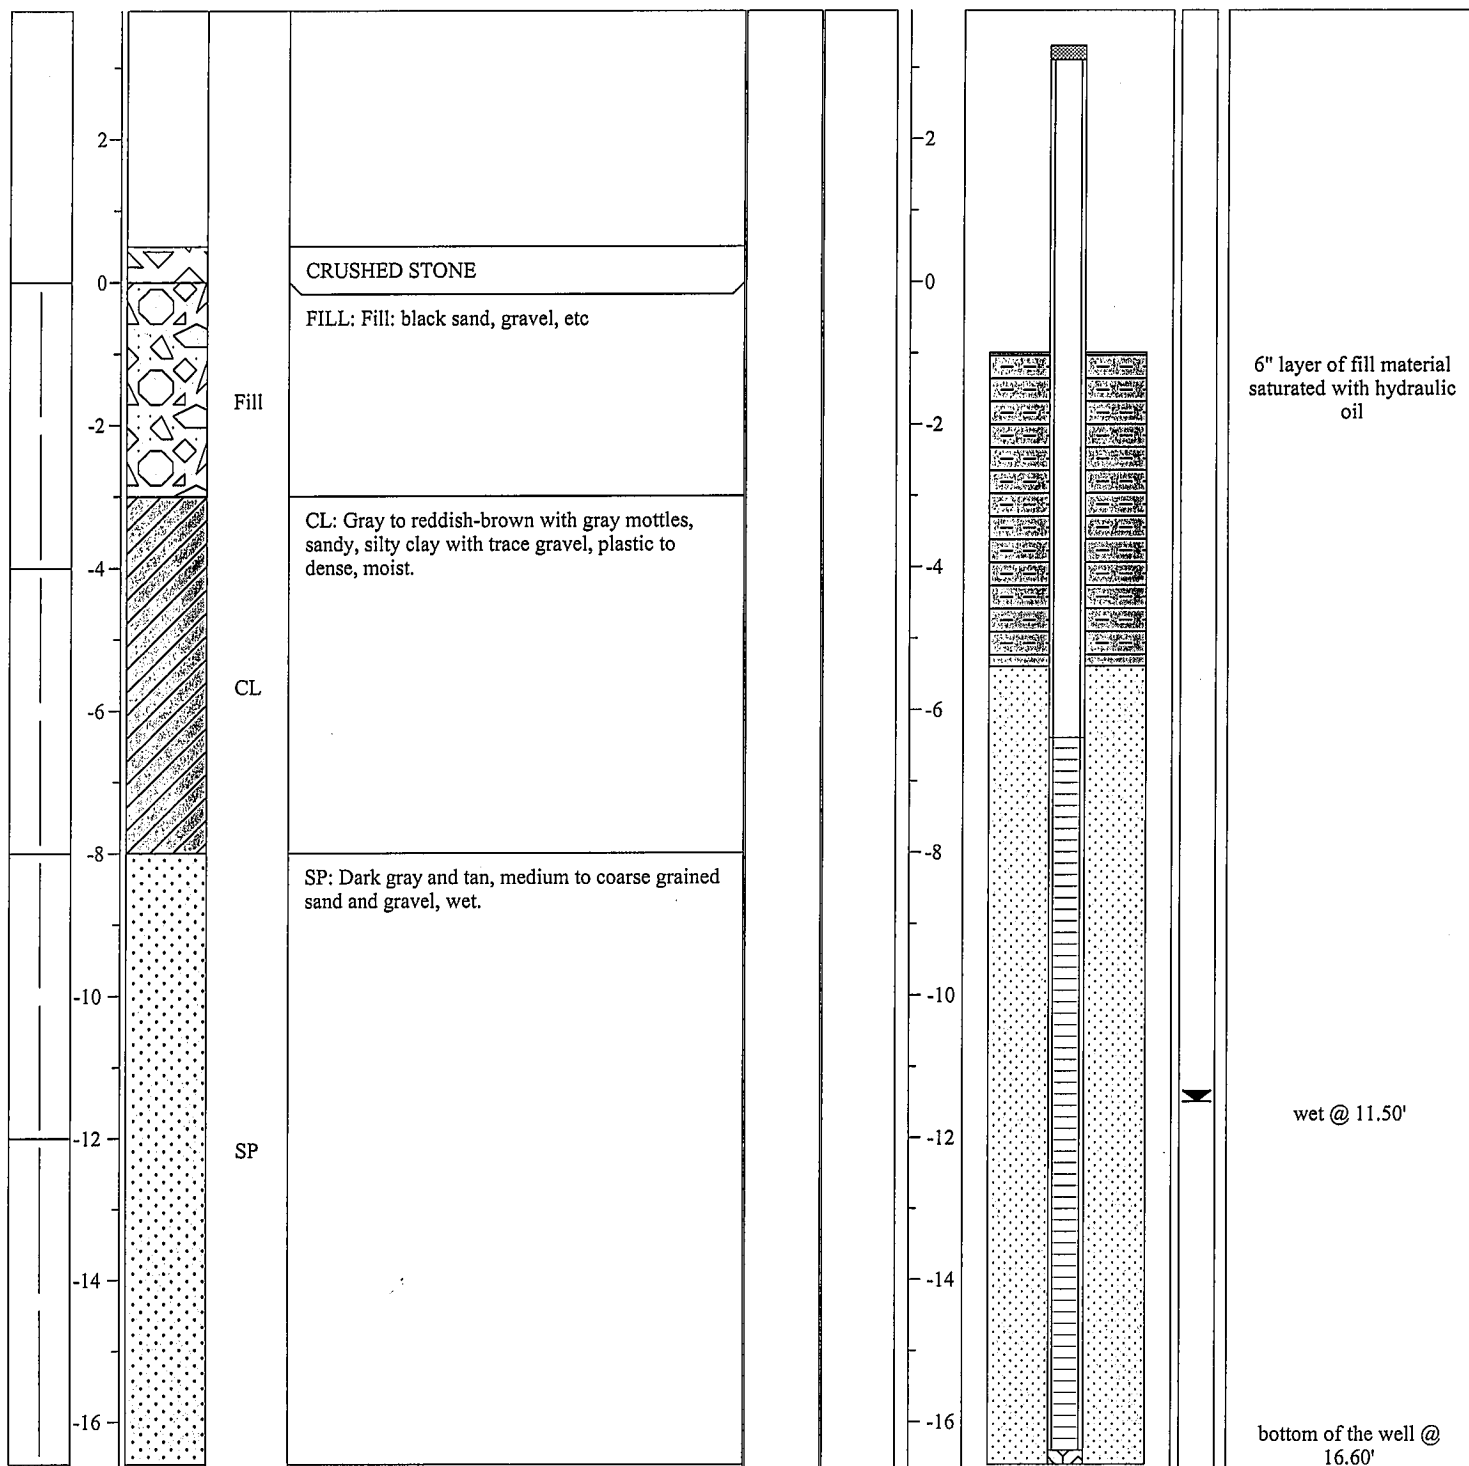 2
2
0
CRUSHED STONE
0
FILL: Fill: black sand, gravel, etc
6" layer of fill material
saturated with hydraulic
oil
Fill
-2
-2
CL: Gray to reddish-brown with gray mottles,
sandy, silty clay with trace gravel, plastic to
dense, moist.
-4
-4
CL
-6
-6
-8
-8
SP: Dark gray and tan, medium to coarse grained
sand and gravel, wet.
-10
-10
wet @ 11.50'
-12
-12
SP
-14
-14
-16
-16
bottom of the well @
16.60'